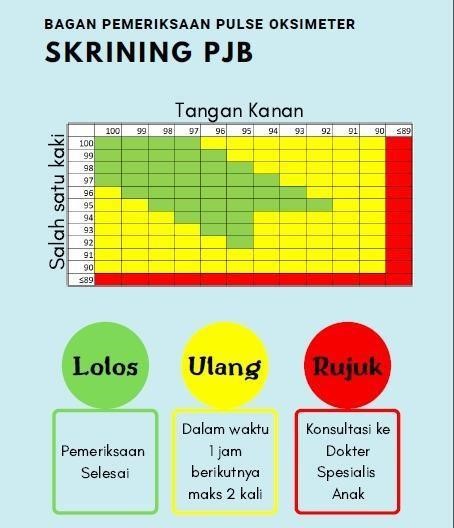 BAGAN PEMERIKSAAN PULSE OKSIMETER
SKRINING PJB
Tangan Kanan
Salah satu kaki
100 99 98 97 96 95 94 93 92 91 90 ≤89
100
99
98
97
96
95
94
93
92
91
90
≤89
Lolos
Pemeriksaan
Selesai
Ulang
Dalam waktu
1 jam
berikutnya
maks 2 kali
Rujuk
Konsultasi ke
Dokter
Spesialis
Anak